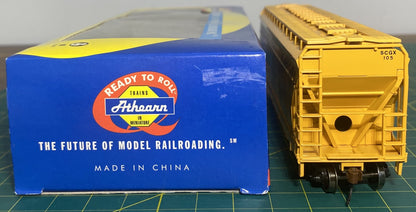 READY TO ROLL
TRAINS
Athearn
IN
MINIATURE
THE FUTURE OF MODEL RAILROADING. SM
MADE IN CHINA
SCGX
105